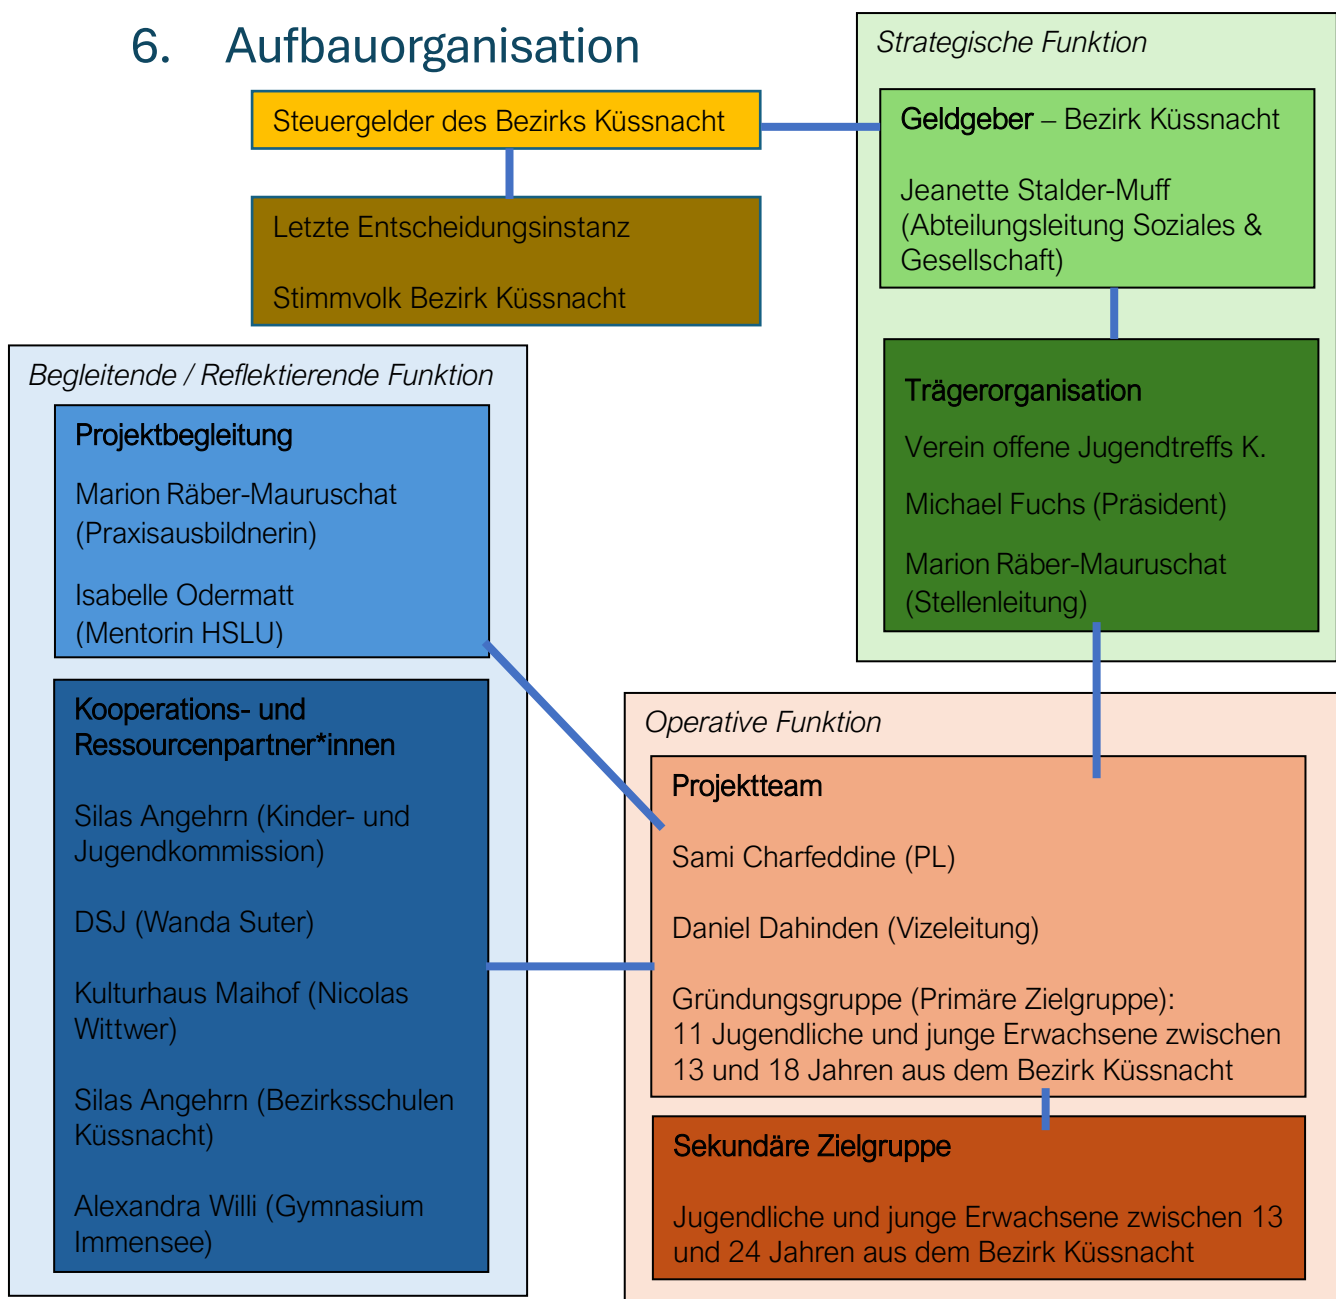 6. Aufbauorganisation
Steuergelder des Bezirks Küssnacht
Letzte Entscheidungsinstanz
Stimmvolk Bezirk Küssnacht
Strategische Funktion
Geldgeber – Bezirk Küssnacht
Jeanette Stalder-Muff
(Abteilungsleitung Soziales &
Gesellschaft)
Trägerorganisation
Verein offene Jugendtreffs K.
Michael Fuchs (Präsident)
Marion Räber-Mauruschat
(Stellenleitung)
Begleitende / Reflektierende Funktion
Projektbegleitung
Marion Räber-Mauruschat
(Praxisausbildnerin)
Isabelle Odermatt
(Mentorin HSLU)
Kooperations- und
Ressourcenpartner*innen
Silas Angehrn (Kinder- und
Jugendkommission)
DSJ (Wanda Suter)
Kulturhaus Maihof (Nicolas
Wittwer)
Silas Angehrn (Bezirksschulen
Küssnacht)
Alexandra Willi (Gymnasium
Immensee)
Operative Funktion
Projektteam
Sami Charfeddine (PL)
Daniel Dahinden (Vizeleitung)
Gründungsgruppe (Primäre Zielgruppe):
11 Jugendliche und junge Erwachsene zwischen
13 und 18 Jahren aus dem Bezirk Küssnacht
Sekundäre Zielgruppe
Jugendliche und junge Erwachsene zwischen 13
und 24 Jahren aus dem Bezirk Küssnacht